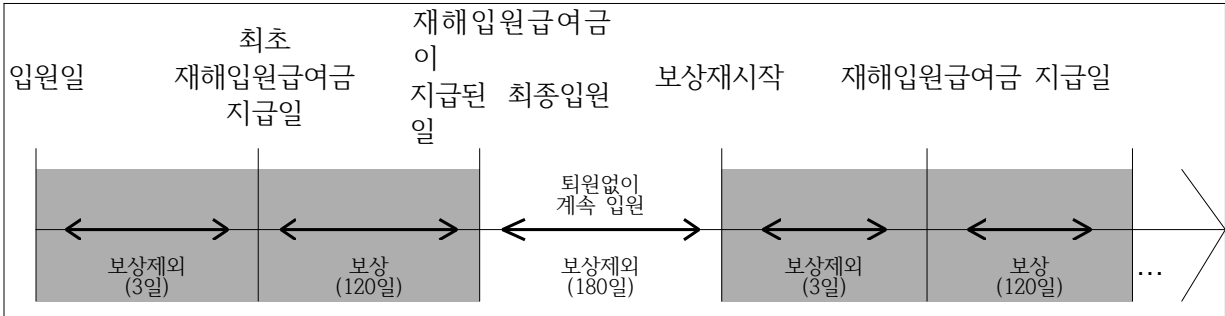 입원일
최초
재해입원급여금
지급일
재해입원급여금
이
지급된 최종입원
일
보상재시작
재해입원급여금 지급일
퇴원없이
계속 입원
보상제외
(3일)
보상
(120일)
보상제외
(180일)
보상제외
(3일)
보상
(120일)
...